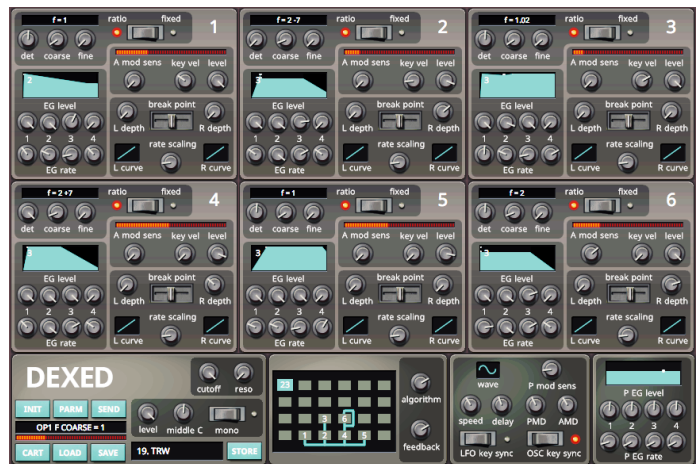 f = 1 ratio fixed 1
det coarse fine
A mod sens key vel level
2
EG level
1 2 3 4
EG rate
break point
L depth R depth
rate scaling
L curve R curve
f = 2 -7 ratio fixed 2
det coarse fine
A mod sens key vel level
EG level
1 2 3 4
EG rate
break point
L depth R depth
rate scaling
L curve R curve
f = 1.02 ratio fixed 3
det coarse fine
A mod sens key vel level
3
EG level
1 2 3 4
EG rate
break point
L depth R depth
rate scaling
L curve R curve
f = 2 +7 ratio fixed 4
det coarse fine
A mod sens key vel level
3
EG level
1 2 3 4
EG rate
break point
L depth R depth
rate scaling
L curve R curve
f = 1 ratio fixed 5
det coarse fine
A mod sens key vel level
3
EG level
1 2 3 4
EG rate
break point
L depth R depth
rate scaling
L curve R curve
f = 2 ratio fixed 6
det coarse fine
A mod sens key vel level
3
EG level
1 2 3 4
EG rate
break point
L depth R depth
rate scaling
L curve R curve
DEXED
cutoff reso
INIT PARM SEND
OP1 F COARSE = 1
CART LOAD SAVE
level middle C mono
19. TRW STORE
23
3 6
1 2 4 5
algorithm
feedback
wave P mod sens
speed delay PMD AMD
LFO key sync OSC key sync
P EG level
1 2 3 4
P EG rate